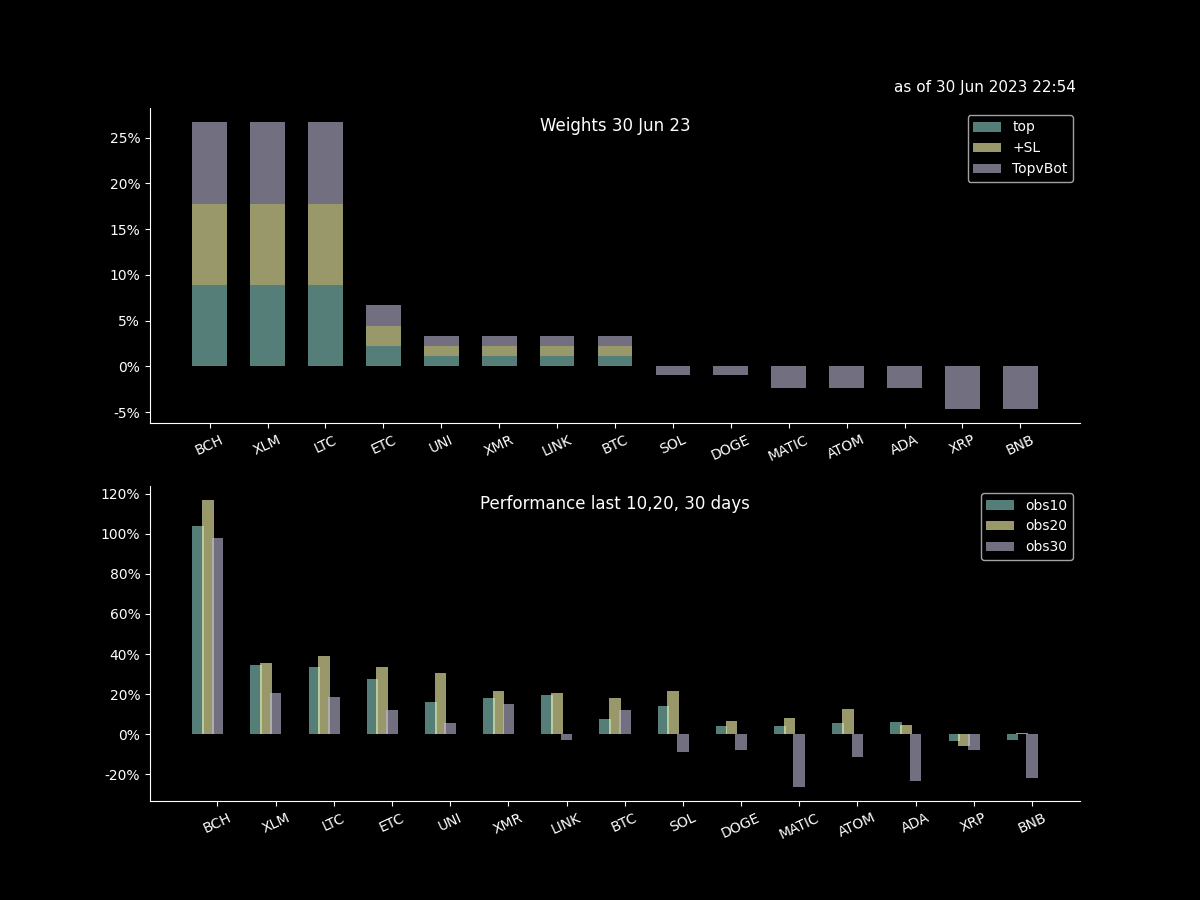 as of 30 Jun 2023 22:54
Weights 30 Jun 23
top
+SL
TopvBot
25%
20%
15%
10%
5%
0%
-5%
BCH XLM LTC ETC UNI XMR LINK BTC SOL DOGE MATIC ATOM ADA XRP BNB
Performance last 10,20, 30 days
obs10
obs20
obs30
120%
100%
80%
60%
40%
20%
0%
-20%
BCH XLM LTC ETC UNI XMR LINK BTC SOL DOGE MATIC ATOM ADA XRP BNB